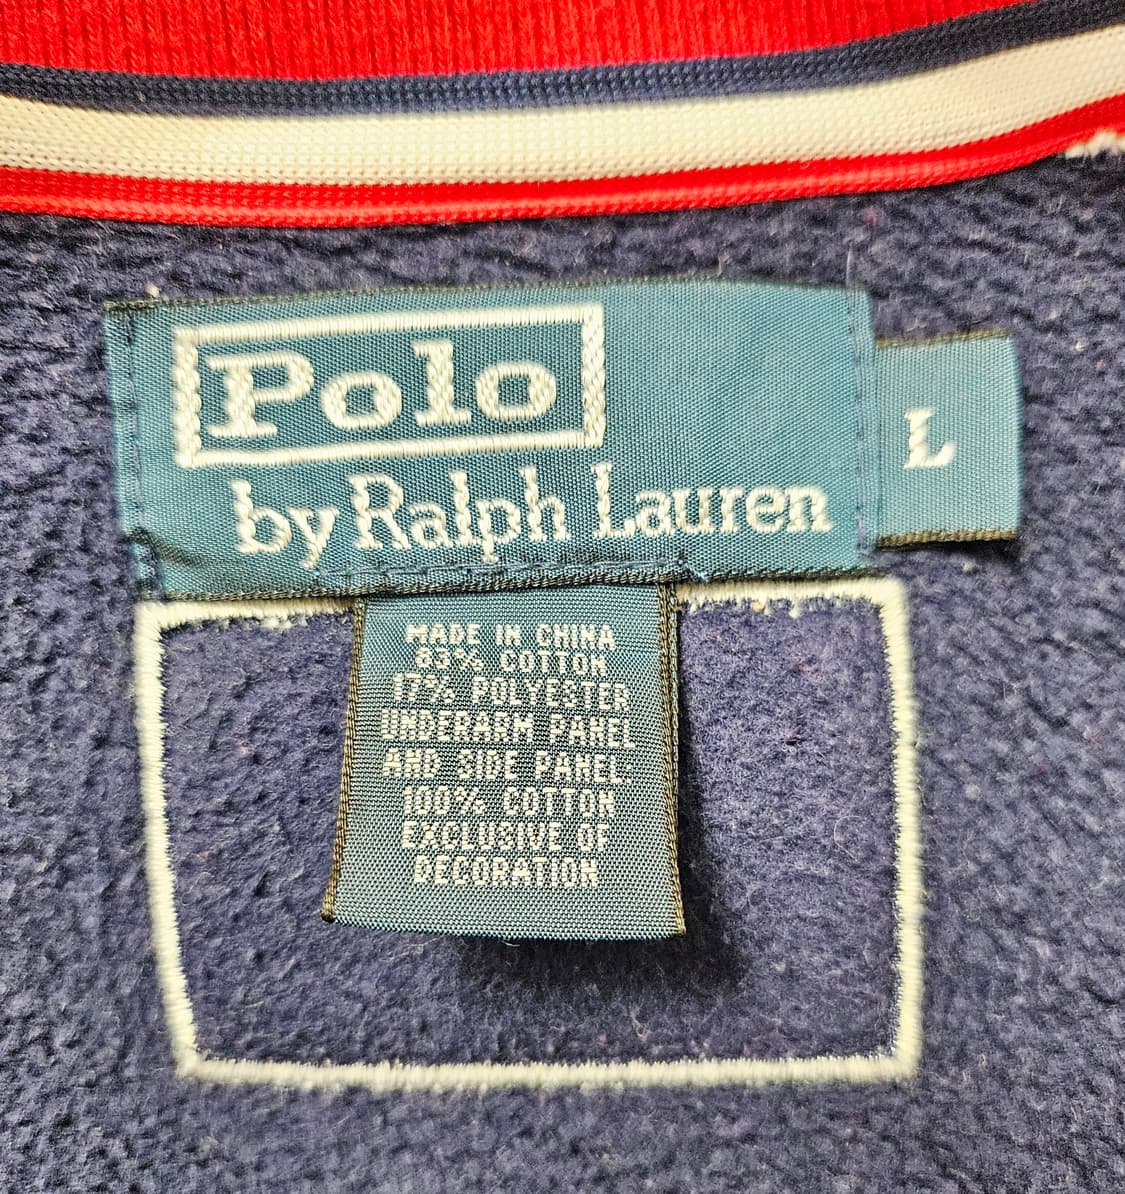 Polo
by Ralph Lauren
L
MADE IN CHINA
83% COTTON
17% POLYESTER
UNDERARM PANEL
AND SIDE PANEL
100% COTTON
EXCLUSIVE OF
DECORATION